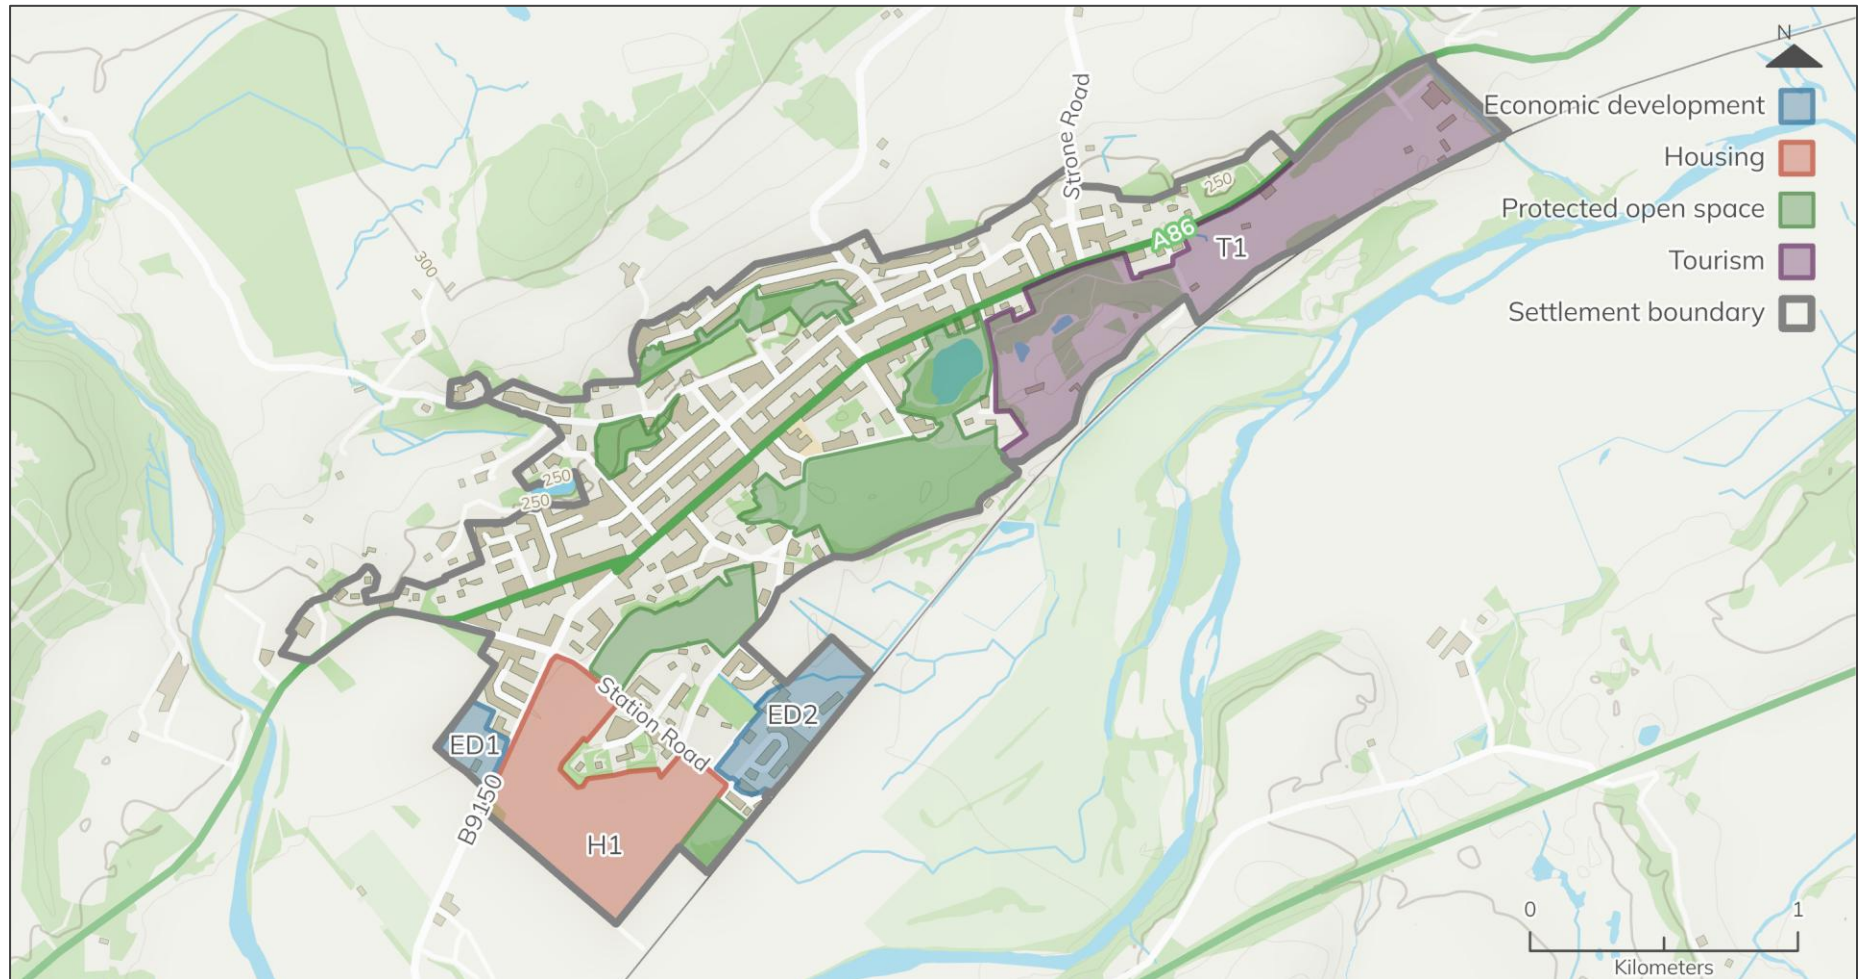 N
Economic development
Housing
Protected open space
Tourism
Settlement boundary
Strone Road
250
A86
T1
300
250
250
Station Road
ED2
ED1
B9150
H1
0 1
Kilometers